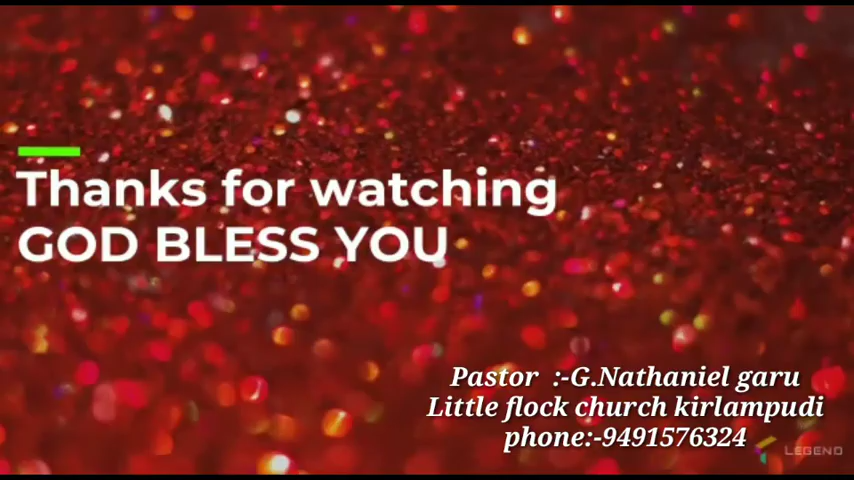 Thanks for watching
GOD BLESS YOU
Pastor :-G.Nathaniel garu
Little flock church kirlampudi
phone:-9491576324
LEGEND